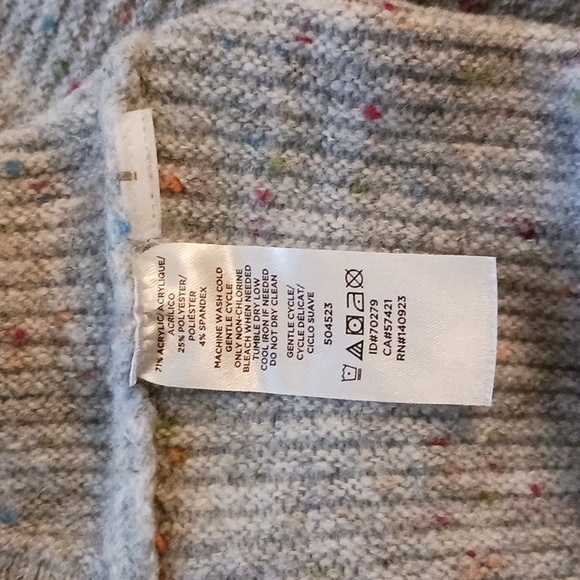 71% ACRYLIC/ACRYLIQUE/
ACRÍLICO
25% POLYESTER/
POLIÉSTER
4% SPANDEX
MACHINE WASH COLD
GENTLE CYCLE
ONLY NON-CHLORINE
BLEACH WHEN NEEDED
TUMBLE DRY LOW
COOL IRON IF NEEDED
DO NOT DRY CLEAN
GENTLE CYCLE/
CYCLE DÉLICAT/
CICLO SUAVE
504523
ID#70279
CA#57421
RN#140923